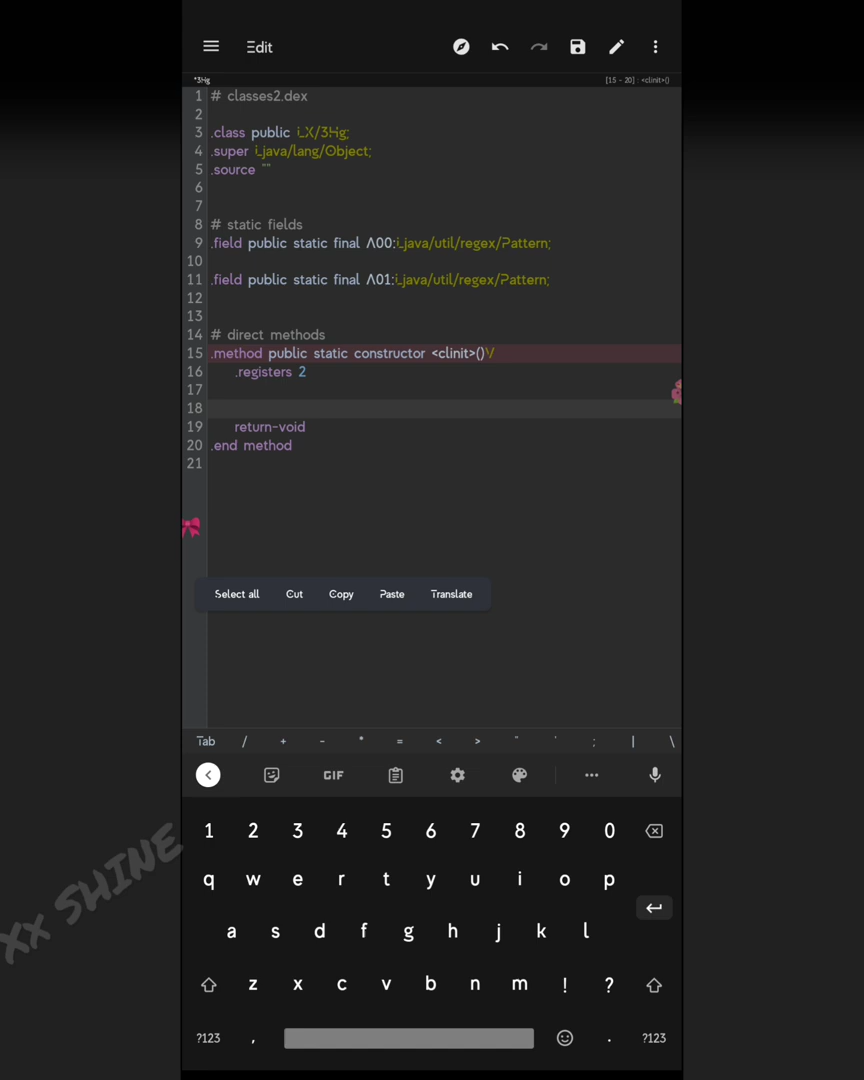 Edit
*3Hg
[15 - 20] : <clinit>()
1 # classes2.dex
2
3 .class public LX/3Hg;
4 .super Ljava/lang/Object;
5 .source ""
6
7
8 # static fields
9 .field public static final A00:Ljava/util/regex/Pattern;
10
11 .field public static final A01:Ljava/util/regex/Pattern;
12
13
14 # direct methods
15 .method public static constructor <clinit>()V
16 .registers 2
17
18
19 return-void
20 .end method
21
Select all Cut Copy Paste Translate
Tab / + - * = < > " ' ; | \
GIF
1 2 3 4 5 6 7 8 9 0
q w e r t y u i o p
a s d f g h j k l
z x c v b n m ! ?
?123 , . ?123
Xx SHINE